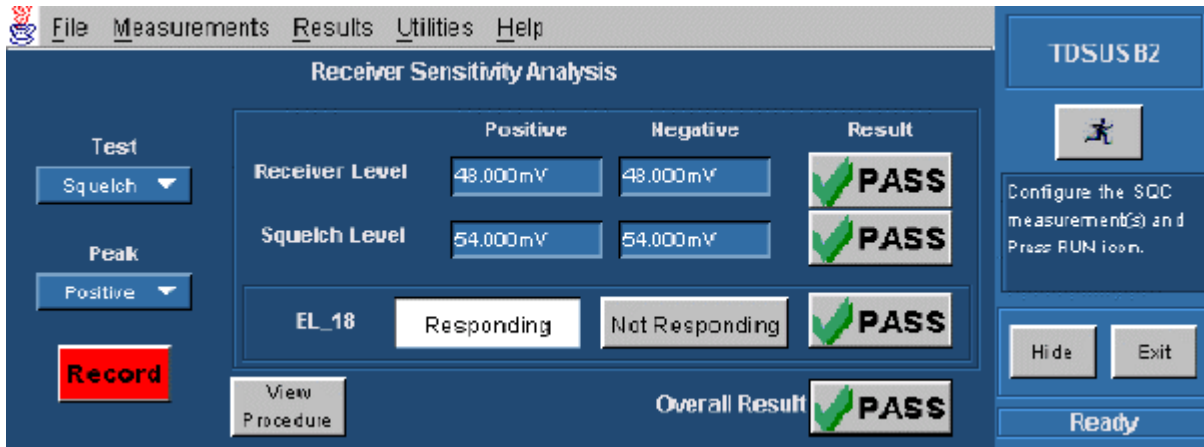 File Measurements Results Utilities Help
Receiver Sensitivity Analysis
Positive Negative Result
Test
Squelch
Receiver Level 48.000mV 48.000mV PASS
Squelch Level 54.000mV 54.000mV PASS
Peak
Positive
EL_18 Responding Not Responding PASS
Record
View
Procedure
Overall Result PASS
TDSUSB2
Configure the SQC
measurement(s) and
Press RUN icon.
Hide Exit
Ready